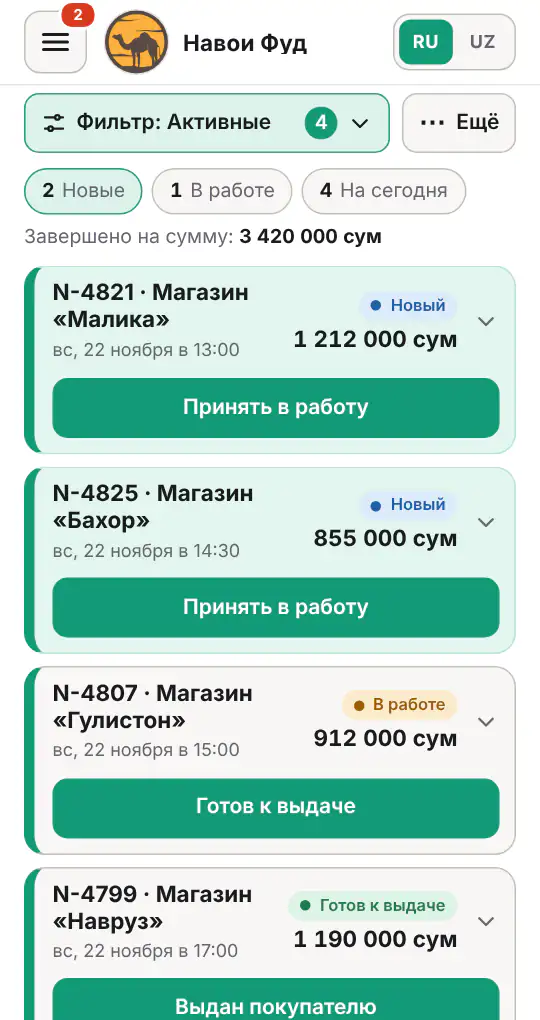 2
Навои Фуд
RU
UZ
Фильтр: Активные
4
··· Ещё
2 Новые
1 В работе
4 На сегодня
Завершено на сумму: 3 420 000 сум
N-4821 · Магазин
«Малика»
вс, 22 ноября в 13:00
Новый
1 212 000 сум
Принять в работу
N-4825 · Магазин
«Бахор»
вс, 22 ноября в 14:30
Новый
855 000 сум
Принять в работу
N-4807 · Магазин
«Гулистон»
вс, 22 ноября в 15:00
В работе
912 000 сум
Готов к выдаче
N-4799 · Магазин
«Навруз»
вс, 22 ноября в 17:00
Готов к выдаче
1 190 000 сум
Выдан покупателю